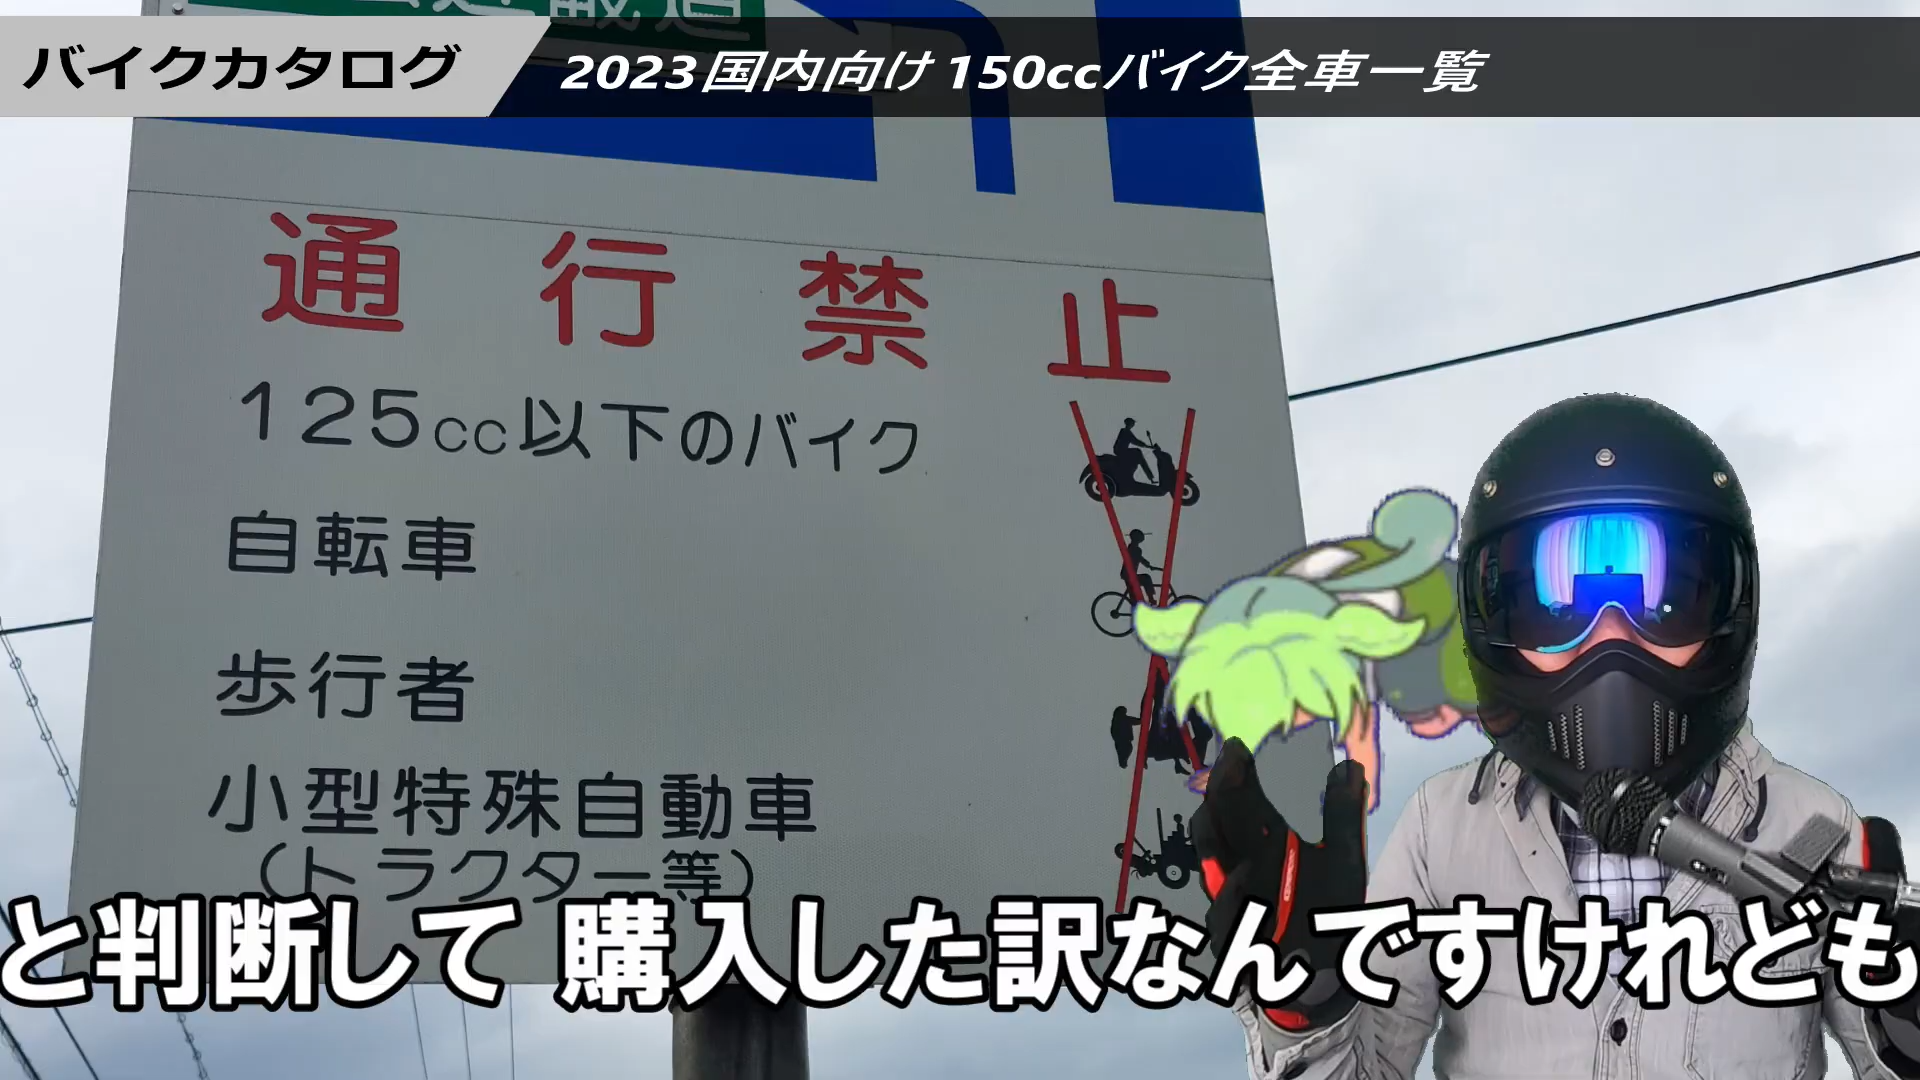 バイクカタログ
2023国内向け 150ccバイク全車一覧
通行禁止
125cc以下のバイク
自転車
歩行者
小型特殊自動車
(トラクター等)
と判断して 購入した訳なんですけれども